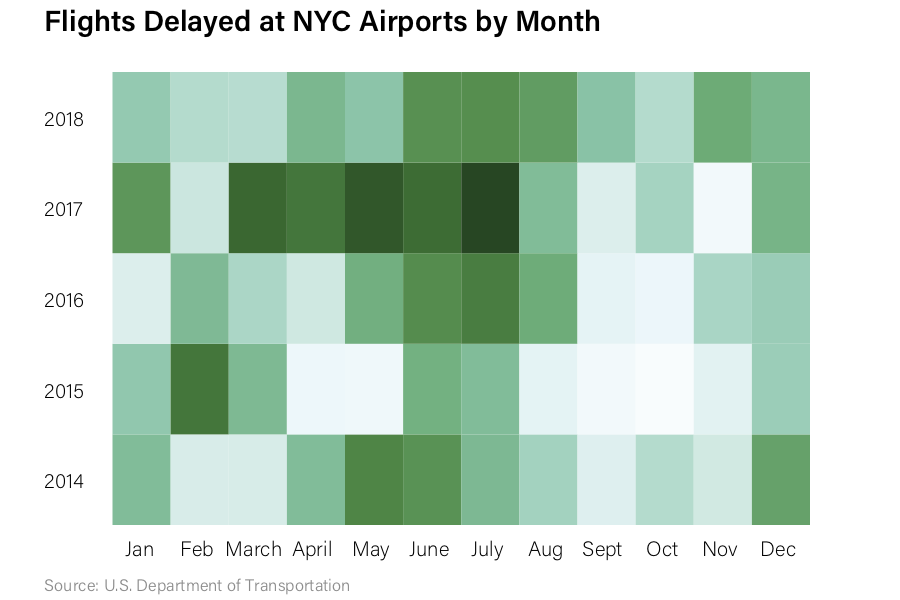 Flights Delayed at NYC Airports by Month
2018
2017
2016
2015
2014
Jan Feb March April May June July Aug Sept Oct Nov Dec
Source: U.S. Department of Transportation